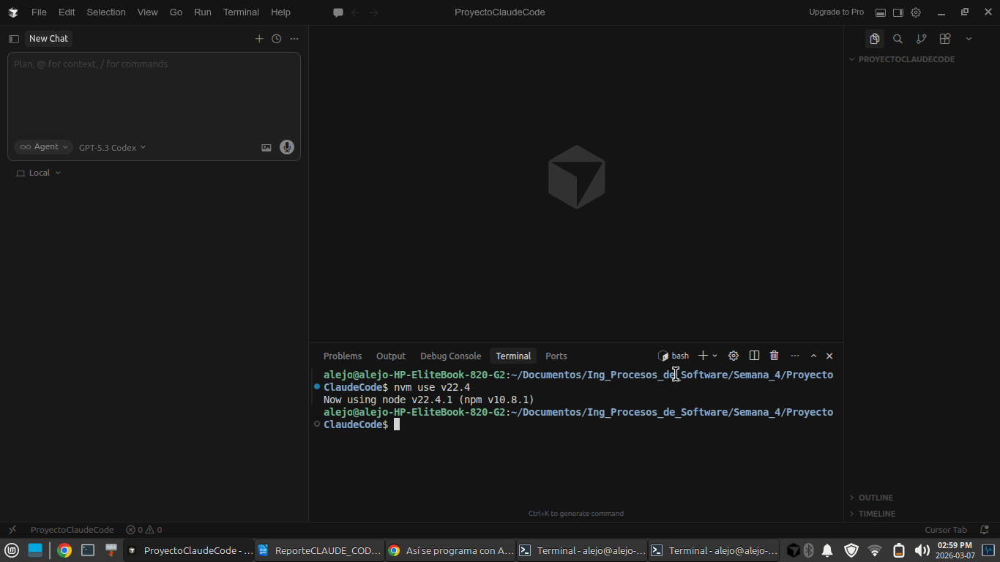 File Edit Selection View Go Run Terminal Help
ProyectoClaudeCode
Upgrade to Pro
New Chat
Plan, @ for context, / for commands
Agent
GPT-5.3 Codex
Local
PROYECTOCLAUDECODE
Problems Output Debug Console Terminal Ports
bash
alejo@alejo-HP-EliteBook-820-G2:~/Documentos/Ing_Procesos_de_Software/Semana_4/Proyecto
ClaudeCode$ nvm use v22.4
Now using node v22.4.1 (npm v10.8.1)
alejo@alejo-HP-EliteBook-820-G2:~/Documentos/Ing_Procesos_de_Software/Semana_4/Proyecto
ClaudeCode$
Ctrl+K to generate command
OUTLINE
TIMELINE
ProyectoClaudeCode
0 0
Cursor Tab
ProyectoClaudeCode - ...
ReporteCLAUDE_COD...
Así se programa con A...
Terminal - alejo@alejo-...
Terminal - alejo@alejo-...
02:59 PM
2026-03-07